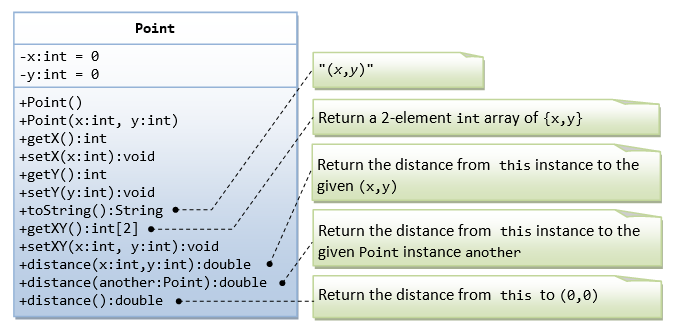 Point
-x:int = 0
-y:int = 0
+Point()
+Point(x:int, y:int)
+getX():int
+setX(x:int):void
+getY():int
+setY(y:int):void
+toString():String
+getXY():int[2]
+setXY(x:int, y:int):void
+distance(x:int,y:int):double
+distance(another:Point):double
+distance():double
"(x,y)"
Return a 2-element int array of {x,y}
Return the distance from this instance to the
given (x,y)
Return the distance from this instance to the
given Point instance another
Return the distance from this to (0,0)